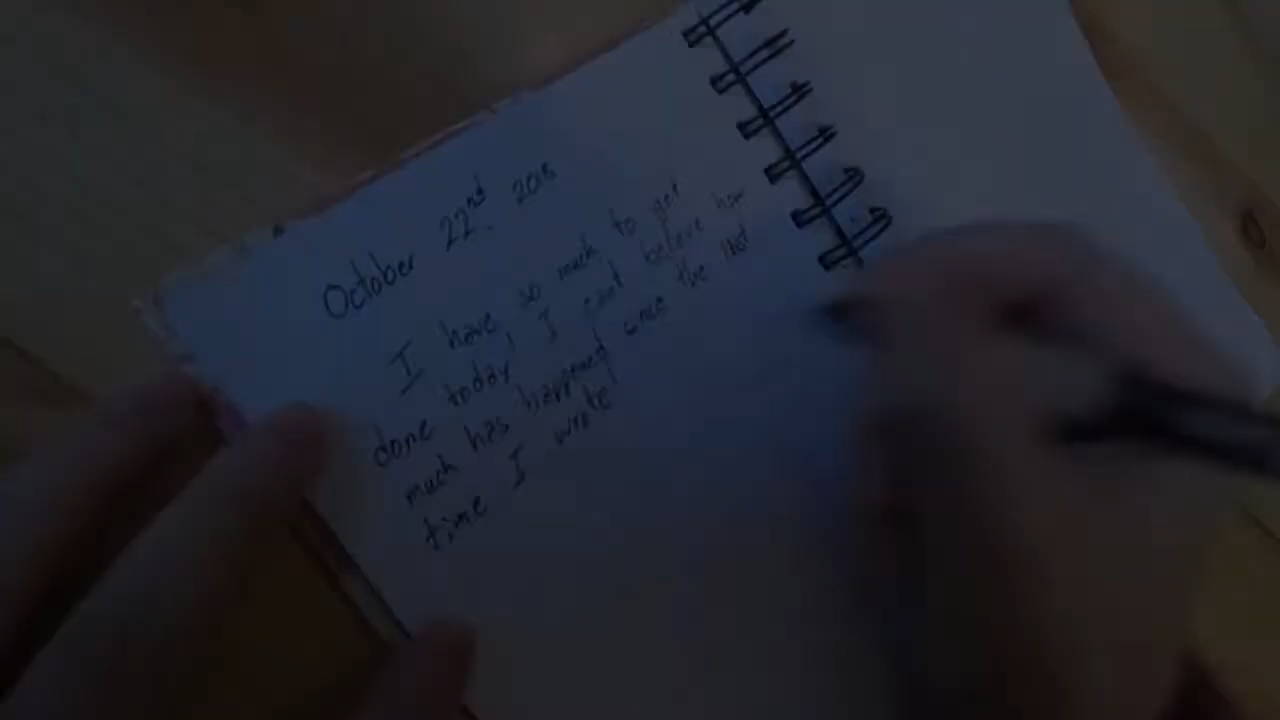 October 22nd. 2015
I have so much to get
done today, I can't believe how
much has happened since the last
time I wrote